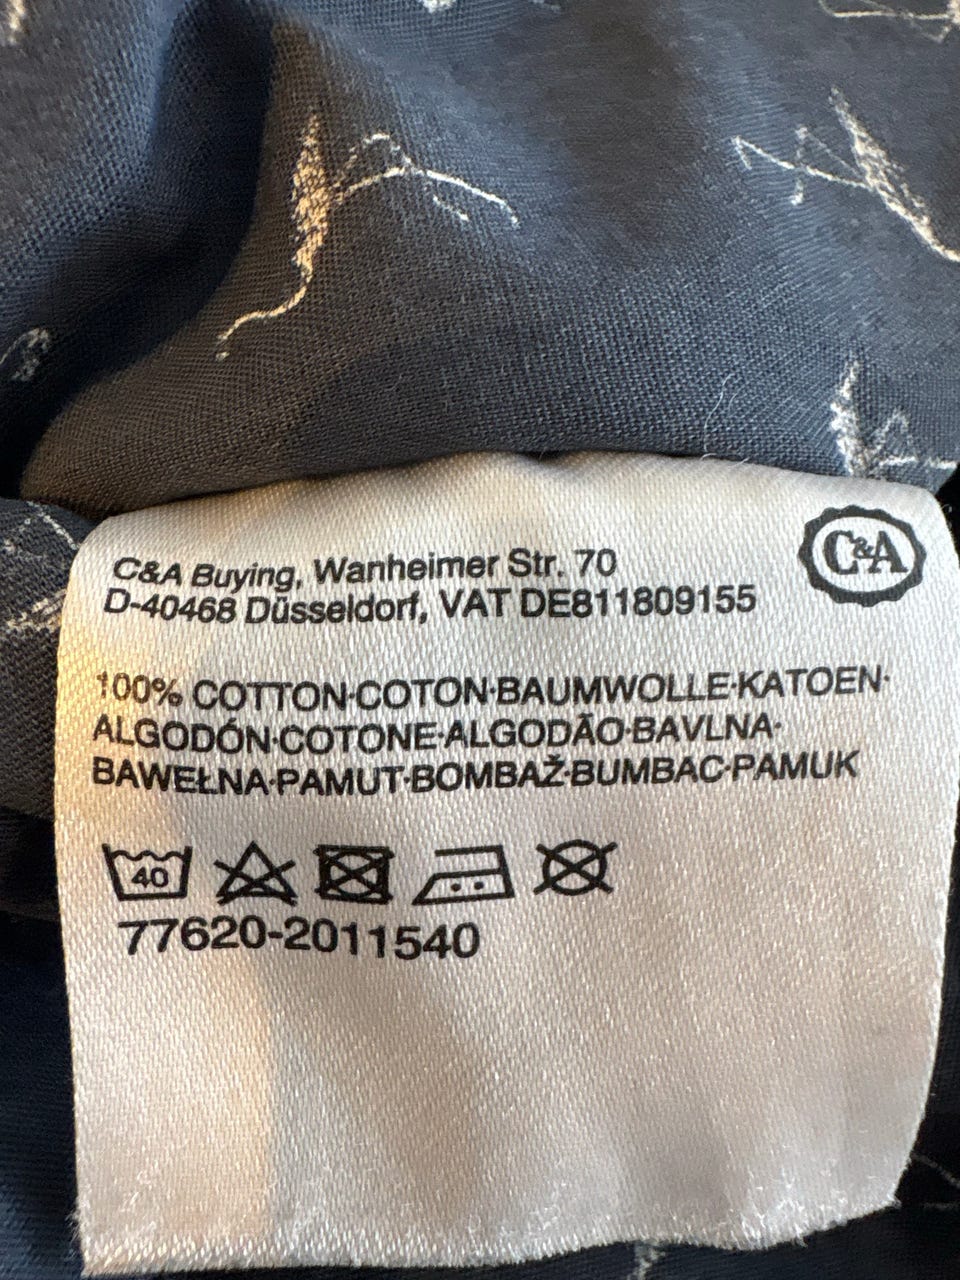 C&A
C&A Buying, Wanheimer Str. 70
D-40468 Düsseldorf, VAT DE811809155
100% COTTON·COTON·BAUMWOLLE·KATOEN·
ALGODÓN·COTONE·ALGODÃO·BAVLNA·
BAWEŁNA·PAMUT·BOMBAŽ·BUMBAC·PAMUK
40
77620-2011540